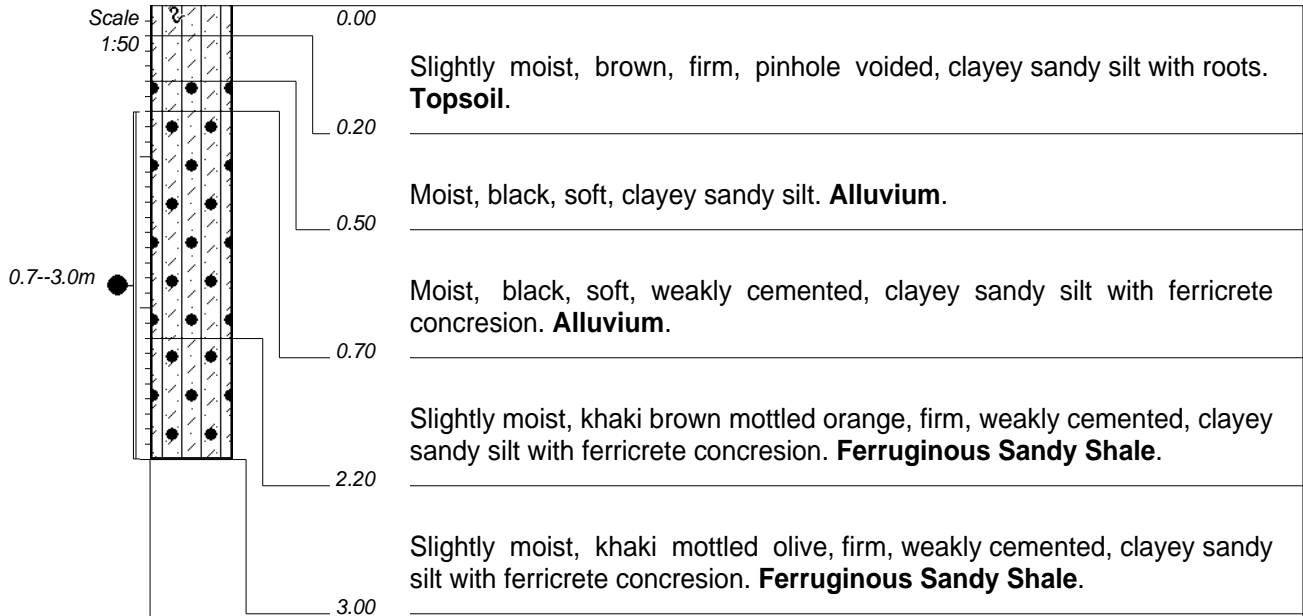 Scale
1:50
0.00
Slightly moist, brown, firm, pinhole voided, clayey sandy silt with roots.
Topsoil.
0.20
Moist, black, soft, clayey sandy silt. Alluvium.
0.50
0.7--3.0m
Moist, black, soft, weakly cemented, clayey sandy silt with ferricrete
concresion. Alluvium.
0.70
Slightly moist, khaki brown mottled orange, firm, weakly cemented, clayey
sandy silt with ferricrete concresion. Ferruginous Sandy Shale.
2.20
Slightly moist, khaki mottled olive, firm, weakly cemented, clayey sandy
silt with ferricrete concresion. Ferruginous Sandy Shale.
3.00